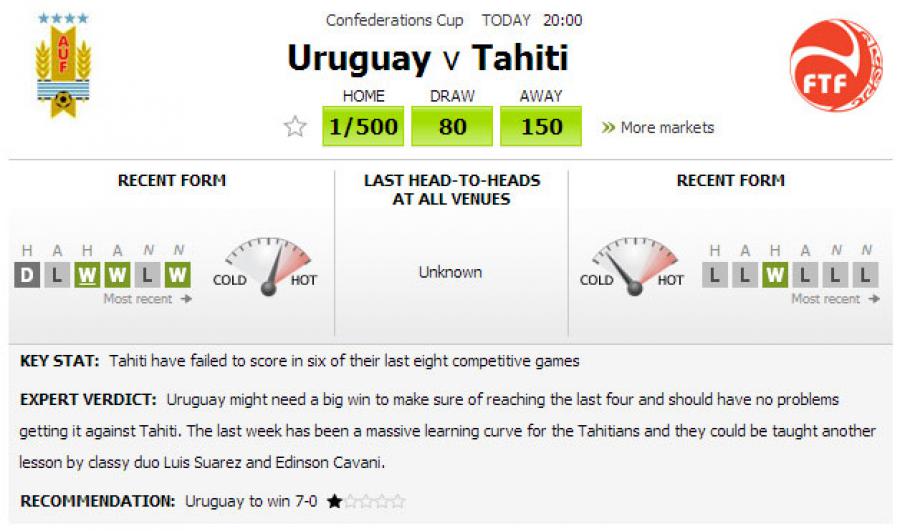 Confederations Cup TODAY 20:00
Uruguay v Tahiti
AUF
FTF
HOME DRAW AWAY
1/500 80 150 » More markets
RECENT FORM
H A H A N N
D L W W L W
Most recent →
COLD HOT
LAST HEAD-TO-HEADS
AT ALL VENUES
Unknown
RECENT FORM
COLD HOT
H A H A N N
L L W L L L
Most recent →
KEY STAT: Tahiti have failed to score in six of their last eight competitive games
EXPERT VERDICT: Uruguay might need a big win to make sure of reaching the last four and should have no problems
getting it against Tahiti. The last week has been a massive learning curve for the Tahitians and they could be taught another
lesson by classy duo Luis Suarez and Edinson Cavani.
RECOMMENDATION: Uruguay to win 7-0 ★☆☆☆☆